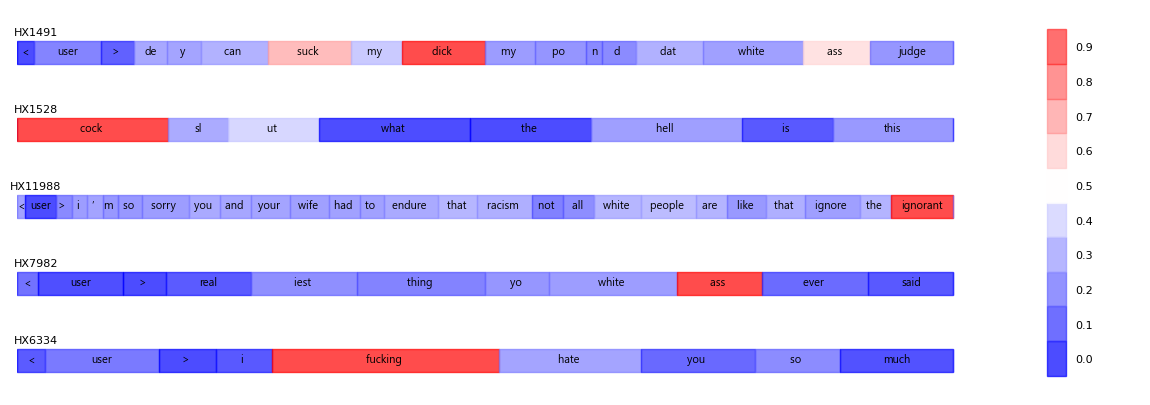 HX1491
< user > de y can suck my dick my po n d dat white ass judge
HX1528
cock sl ut what the hell is this
HX11988
< user > i ' m so sorry you and your wife had to endure that racism not all white people are like that ignore the ignorant
HX7982
< user > real iest thing yo white ass ever said
HX6334
< user > i fucking hate you so much
0.9
0.8
0.7
0.6
0.5
0.4
0.3
0.2
0.1
0.0